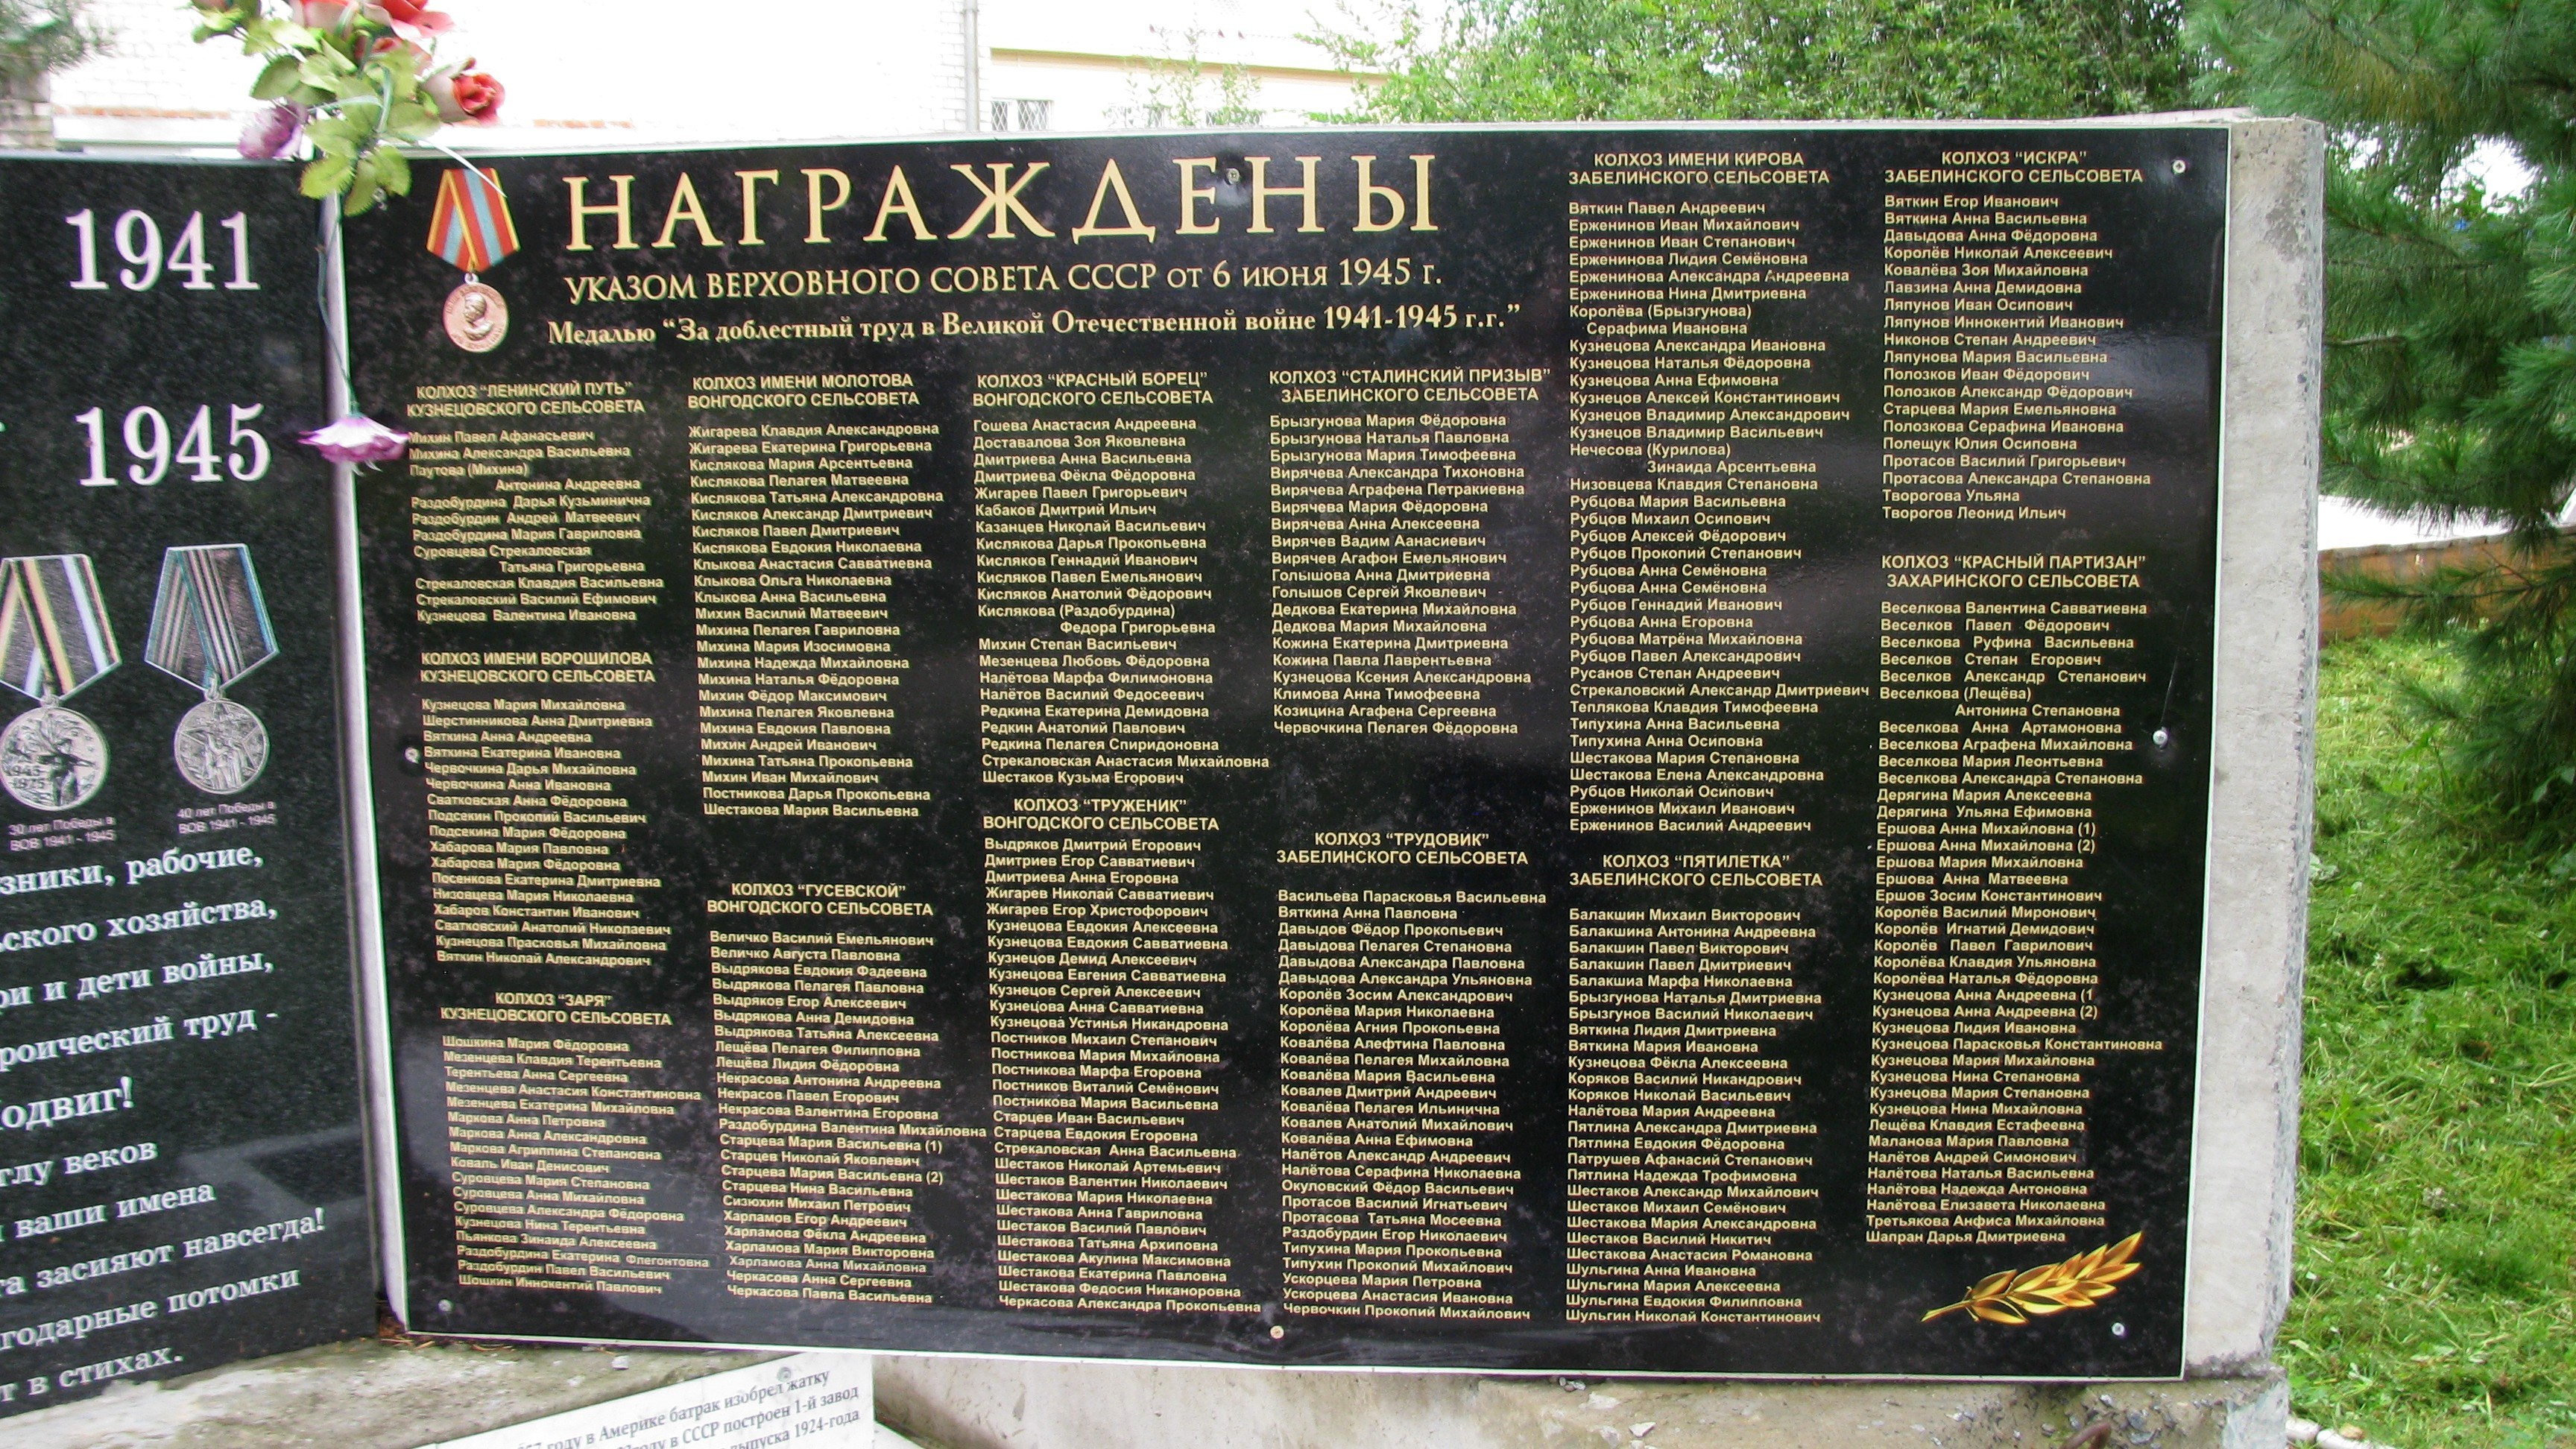 1941
1945
30 лет Победы в
ВОВ 1941 - 1945
40 лет Победы в
ВОВ 1941 - 1945
рабочие,
хозяйства,
и дети войны,
труд -
веков
ваши имена
засияют навсегда!
потомки
в стихах.
НАГРАЖДЕНЫ
УКАЗОМ ВЕРХОВНОГО СОВЕТА СССР ОТ 6 ИЮНЯ 1945 Г.
Медалью “За доблестный труд в Великой Отечественной войне 1941-1945 г.г.”
КОЛХОЗ “ЛЕНИНСКИЙ ПУТЬ”
КУЗНЕЦОВСКОГО СЕЛЬСОВЕТА
Михин Павел Афанасьевич
Михина Александра Васильевна
Паутова (Михина)
Антонина Андреевна
Раздобурдина Дарья Кузьминична
Раздобурдин Андрей Матвеевич
Раздобурдина Мария Гавриловна
Суровцева Стрекаловская
Татьяна Григорьевна
Стрекаловская Клавдия Васильевна
Стрекаловский Василий Ефимович
Кузнецова Валентина Ивановна
КОЛХОЗ ИМЕНИ ВОРОШИЛОВА
КУЗНЕЦОВСКОГО СЕЛЬСОВЕТА
Кузнецова Мария Михайловна
Шерстинникова Анна Дмитриевна
Вяткина Анна Андреевна
Вяткина Екатерина Ивановна
Червочкина Дарья Михайловна
Червочкина Анна Ивановна
Сватковская Анна Фёдоровна
Подсекин Прокопий Васильевич
Подсекина Мария Фёдоровна
Хабарова Мария Павловна
Хабарова Мария Фёдоровна
Посенкова Екатерина Дмитриевна
Низовцева Мария Николаевна
Хабаров Константин Иванович
Сватковский Анатолий Николаевич
Кузнецова Прасковья Михайловна
Вяткин Николай Александрович
КОЛХОЗ “ЗАРЯ”
КУЗНЕЦОВСКОГО СЕЛЬСОВЕТА
Шошкина Мария Фёдоровна
Мезенцева Клавдия Терентьевна
Терентьева Анна Сергеевна
Мезенцева Анастасия Константиновна
Мезенцева Екатерина Михайловна
Маркова Анна Петровна
Маркова Анна Александровна
Маркова Агриппина Степановна
Коваль Иван Денисович
Суровцева Мария Степановна
Суровцева Анна Михайловна
Суровцева Александра Фёдоровна
Кузнецова Нина Терентьевна
Пьянкова Зинаида Алексеевна
Раздобурдина Екатерина Флегонтовна
Раздобурдин Павел Васильевич
Шошкин Иннокентий Павлович
КОЛХОЗ ИМЕНИ МОЛОТОВА
ВОНГОДСКОГО СЕЛЬСОВЕТА
Жигарева Клавдия Александровна
Жигарева Екатерина Григорьевна
Кислякова Мария Арсентьевна
Кислякова Пелагея Матвеевна
Кислякова Татьяна Александровна
Кисляков Александр Дмитриевич
Кисляков Павел Дмитриевич
Кислякова Евдокия Николаевна
Клыкова Анастасия Савватиевна
Клыкова Ольга Николаевна
Клыкова Анна Васильевна
Михин Василий Матвеевич
Михина Пелагея Гавриловна
Михина Мария Изосимовна
Михина Надежда Михайловна
Михина Наталья Фёдоровна
Михин Фёдор Максимович
Михина Пелагея Яковлевна
Михина Евдокия Павловна
Михин Андрей Иванович
Михина Татьяна Прокопьевна
Михин Иван Михайлович
Постникова Дарья Прокопьевна
Шестакова Мария Васильевна
КОЛХОЗ “ГУСЕВСКОЙ”
ВОНГОДСКОГО СЕЛЬСОВЕТА
Величко Василий Емельянович
Величко Августа Павловна
Выдрякова Евдокия Фадеевна
Выдрякова Пелагея Павловна
Выдряков Егор Алексеевич
Выдрякова Анна Демидовна
Выдрякова Татьяна Алексеевна
Лещёва Пелагея Филипповна
Лещёва Лидия Фёдоровна
Некрасова Антонина Андреевна
Некрасов Павел Егорович
Некрасова Валентина Егоровна
Раздобурдина Валентина Михайловна
Старцева Мария Васильевна (1)
Старцев Николай Яковлевич
Старцева Мария Васильевна (2)
Старцева Нина Васильевна
Сизюхин Михаил Петрович
Харламов Егор Андреевич
Харламова Фёкла Андреевна
Харламова Мария Викторовна
Харламова Анна Михайловна
Черкасова Анна Сергеевна
Черкасова Павла Васильевна
КОЛХОЗ “КРАСНЫЙ БОРЕЦ”
ВОНГОДСКОГО СЕЛЬСОВЕТА
Гошева Анастасия Андреевна
Доставалова Зоя Яковлевна
Дмитриева Анна Васильевна
Дмитриева Фёкла Фёдоровна
Жигарев Павел Григорьевич
Кабаков Дмитрий Ильич
Казанцев Николай Васильевич
Кислякова Дарья Прокопьевна
Кисляков Геннадий Иванович
Кисляков Павел Емельянович
Кисляков Анатолий Фёдорович
Кислякова (Раздобурдина)
Федора Григорьевна
Михин Степан Васильевич
Мезенцева Любовь Фёдоровна
Налётова Марфа Филимоновна
Налётов Василий Федосеевич
Редкина Екатерина Демидовна
Редкин Анатолий Павлович
Редкина Пелагея Спиридоновна
Стрекаловская Анастасия Михайловна
Шестаков Кузьма Егорович
КОЛХОЗ “ТРУЖЕНИК”
ВОНГОДСКОГО СЕЛЬСОВЕТА
Выдряков Дмитрий Егорович
Дмитриев Егор Савватиевич
Дмитриева Анна Егоровна
Жигарев Николай Савватиевич
Жигарев Егор Христофорович
Кузнецова Евдокия Алексеевна
Кузнецова Евдокия Савватиевна
Кузнецов Демид Алексеевич
Кузнецова Евгения Савватиевна
Кузнецов Сергей Алексеевич
Кузнецова Анна Савватиевна
Кузнецова Устинья Никандровна
Постников Михаил Степанович
Постникова Мария Михайловна
Постникова Марфа Егоровна
Постников Виталий Семёнович
Постникова Мария Васильевна
Старцев Иван Васильевич
Старцева Евдокия Егоровна
Стрекаловская Анна Васильевна
Шестаков Николай Артемьевич
Шестаков Валентин Николаевич
Шестакова Мария Николаевна
Шестакова Анна Гавриловна
Шестаков Василий Павлович
Шестакова Татьяна Архиповна
Шестакова Акулина Максимовна
Шестакова Екатерина Павловна
Шестакова Федосия Никаноровна
Черкасова Александра Прокопьевна
КОЛХОЗ “СТАЛИНСКИЙ ПРИЗЫВ”
ЗАБЕЛИНСКОГО СЕЛЬСОВЕТА
Брызгунова Мария Фёдоровна
Брызгунова Наталья Павловна
Брызгунова Мария Тимофеевна
Вирячева Александра Тихоновна
Вирячева Аграфена Петракиевна
Вирячева Мария Фёдоровна
Вирячева Анна Алексеевна
Вирячев Вадим Аанасиевич
Вирячев Агафон Емельянович
Голышова Анна Дмитриевна
Голышов Сергей Яковлевич
Дедкова Екатерина Михайловна
Дедкова Мария Михайловна
Кожина Екатерина Дмитриевна
Кожина Павла Лаврентьевна
Кузнецова Ксения Александровна
Климова Анна Тимофеевна
Козицина Агафена Сергеевна
Червочкина Пелагея Фёдоровна
КОЛХОЗ “ТРУДОВИК”
ЗАБЕЛИНСКОГО СЕЛЬСОВЕТА
Васильева Парасковья Васильевна
Вяткина Анна Павловна
Давыдов Фёдор Прокопьевич
Давыдова Пелагея Степановна
Давыдова Александра Павловна
Давыдова Александра Ульяновна
Королёв Зосим Александрович
Королёва Мария Николаевна
Королёва Агния Прокопьевна
Ковалёва Алефтина Павловна
Ковалёва Пелагея Михайловна
Ковалёва Мария Васильевна
Ковалев Дмитрий Андреевич
Ковалёва Пелагея Ильинична
Ковалев Анатолий Михайлович
Ковалёва Анна Ефимовна
Налётов Александр Андреевич
Налётова Серафина Николаевна
Окуловский Фёдор Васильевич
Протасов Василий Игнатьевич
Протасова Татьяна Мосеевна
Раздобурдин Егор Николаевич
Типухина Мария Прокопьевна
Типухин Прокопий Михайлович
Ускорцева Мария Петровна
Ускорцева Анастасия Ивановна
Червочкин Прокопий Михайлович
КОЛХОЗ ИМЕНИ КИРОВА
ЗАБЕЛИНСКОГО СЕЛЬСОВЕТА
Вяткин Павел Андреевич
Ерженинов Иван Михайлович
Ерженинов Иван Степанович
Ерженинова Лидия Семёновна
Ерженинова Александра Андреевна
Ерженинова Нина Дмитриевна
Королёва (Брызгунова)
Серафима Ивановна
Кузнецова Александра Ивановна
Кузнецова Наталья Фёдоровна
Кузнецова Анна Ефимовна
Кузнецов Алексей Константинович
Кузнецов Владимир Александрович
Кузнецов Владимир Васильевич
Нечесова (Курилова)
Зинаида Арсентьевна
Низовцева Клавдия Степановна
Рубцова Мария Васильевна
Рубцов Михаил Осипович
Рубцов Алексей Фёдорович
Рубцов Прокопий Степанович
Рубцова Анна Семёновна
Рубцова Анна Семёновна
Рубцов Геннадий Иванович
Рубцова Анна Егоровна
Рубцова Матрёна Михайловна
Рубцов Павел Александрович
Русанов Степан Андреевич
Стрекаловский Александр Дмитриевич
Теплякова Клавдия Тимофеевна
Типухина Анна Васильевна
Типухина Анна Осиповна
Шестакова Мария Степановна
Шестакова Елена Александровна
Рубцов Николай Осипович
Ерженинов Михаил Иванович
Ерженинов Василий Андреевич
КОЛХОЗ “ПЯТИЛЕТКА”
ЗАБЕЛИНСКОГО СЕЛЬСОВЕТА
Балакшин Михаил Викторович
Балакшина Антонина Андреевна
Балакшин Павел Викторович
Балакшин Павел Дмитриевич
Балакшиа Марфа Николаевна
Брызгунова Наталья Дмитриевна
Брызгунов Василий Николаевич
Вяткина Лидия Дмитриевна
Вяткина Мария Ивановна
Кузнецова Фёкла Алексеевна
Коряков Василий Никандрович
Коряков Николай Васильевич
Налётова Мария Андреевна
Пятлина Александра Дмитриевна
Пятлина Евдокия Фёдоровна
Патрушев Афанасий Степанович
Пятлина Надежда Трофимовна
Шестаков Александр Михайлович
Шестаков Михаил Семёнович
Шестакова Мария Александровна
Шестаков Василий Никитич
Шестакова Анастасия Романовна
Шульгина Анна Ивановна
Шульгина Мария Алексеевна
Шульгина Евдокия Филипповна
Шульгин Николай Константинович
КОЛХОЗ “ИСКРА”
ЗАБЕЛИНСКОГО СЕЛЬСОВЕТА
Вяткин Егор Иванович
Вяткина Анна Васильевна
Давыдова Анна Фёдоровна
Королёв Николай Алексеевич
Ковалёва Зоя Михайловна
Лавзина Анна Демидовна
Ляпунов Иван Осипович
Ляпунов Иннокентий Иванович
Никонов Степан Андреевич
Ляпунова Мария Васильевна
Полозков Иван Фёдорович
Полозков Александр Фёдорович
Старцева Мария Емельяновна
Полозкова Серафина Ивановна
Полещук Юлия Осиповна
Протасов Василий Григорьевич
Протасова Александра Степановна
Творогова Ульяна
Творогов Леонид Ильич
КОЛХОЗ “КРАСНЫЙ ПАРТИЗАН”
ЗАХАРИНСКОГО СЕЛЬСОВЕТА
Веселкова Валентина Савватиевна
Веселков Павел Фёдорович
Веселкова Руфина Васильевна
Веселков Степан Егорович
Веселков Александр Степанович
Веселкова (Лещёва)
Антонина Степановна
Веселкова Анна Артамоновна
Веселкова Аграфена Михайловна
Веселкова Мария Леонтьевна
Веселкова Александра Степановна
Дерягина Мария Алексеевна
Дерягина Ульяна Ефимовна
Ершова Анна Михайловна (1)
Ершова Анна Михайловна (2)
Ершова Мария Михайловна
Ершова Анна Матвеевна
Ершов Зосим Константинович
Королёв Василий Миронович
Королёв Игнатий Демидович
Королёв Павел Гаврилович
Королёва Клавдия Ульяновна
Королёва Наталья Фёдоровна
Кузнецова Анна Андреевна (1
Кузнецова Анна Андреевна (2)
Кузнецова Лидия Ивановна
Кузнецова Парасковья Константиновна
Кузнецова Мария Михайловна
Кузнецова Нина Степановна
Кузнецова Мария Степановна
Кузнецова Нина Михайловна
Лещёва Клавдия Естафеевна
Маланова Мария Павловна
Налётов Андрей Симонович
Налётова Наталья Васильевна
Налётова Надежда Антоновна
Налётова Елизавета Николаевна
Третьякова Анфиса Михайловна
Шапран Дарья Дмитриевна
году в Америке батрак изобрел жатку
году в СССР построен 1-й завод
выпуска 1924-года